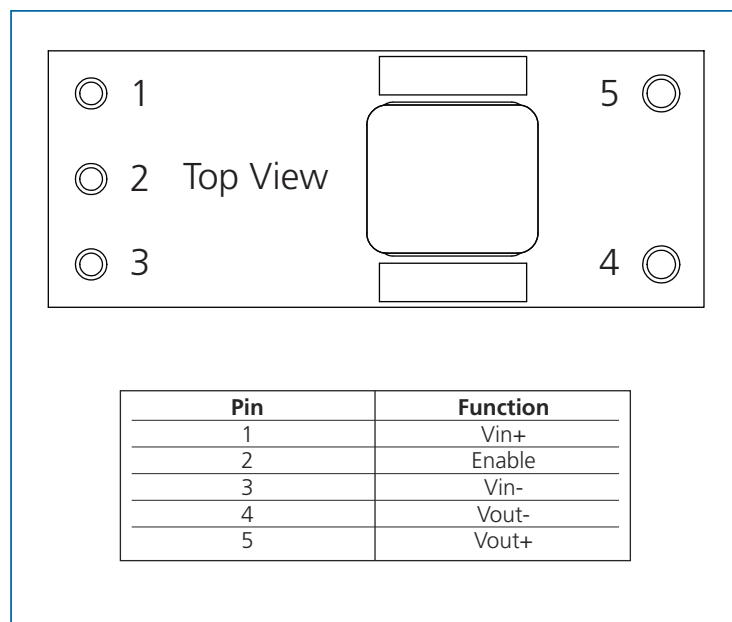 1 5
2 Top View
3 4
Pin Function
1 Vin+
2 Enable
3 Vin-
4 Vout-
5 Vout+